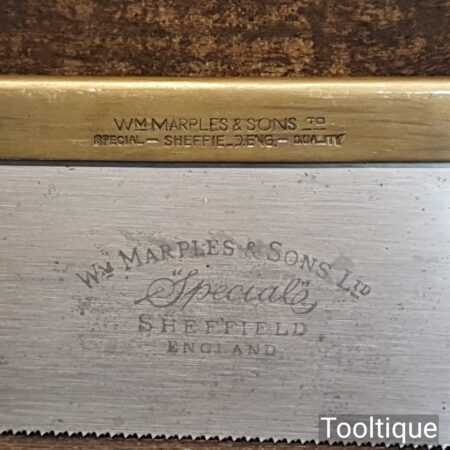 WM MARPLES & SONS LTD
SPECIAL — SHEFFIELD.ENG. — QUALITY
WM MARPLES & SONS LTD
"Special"
SHEFFIELD
ENGLAND
Tooltique